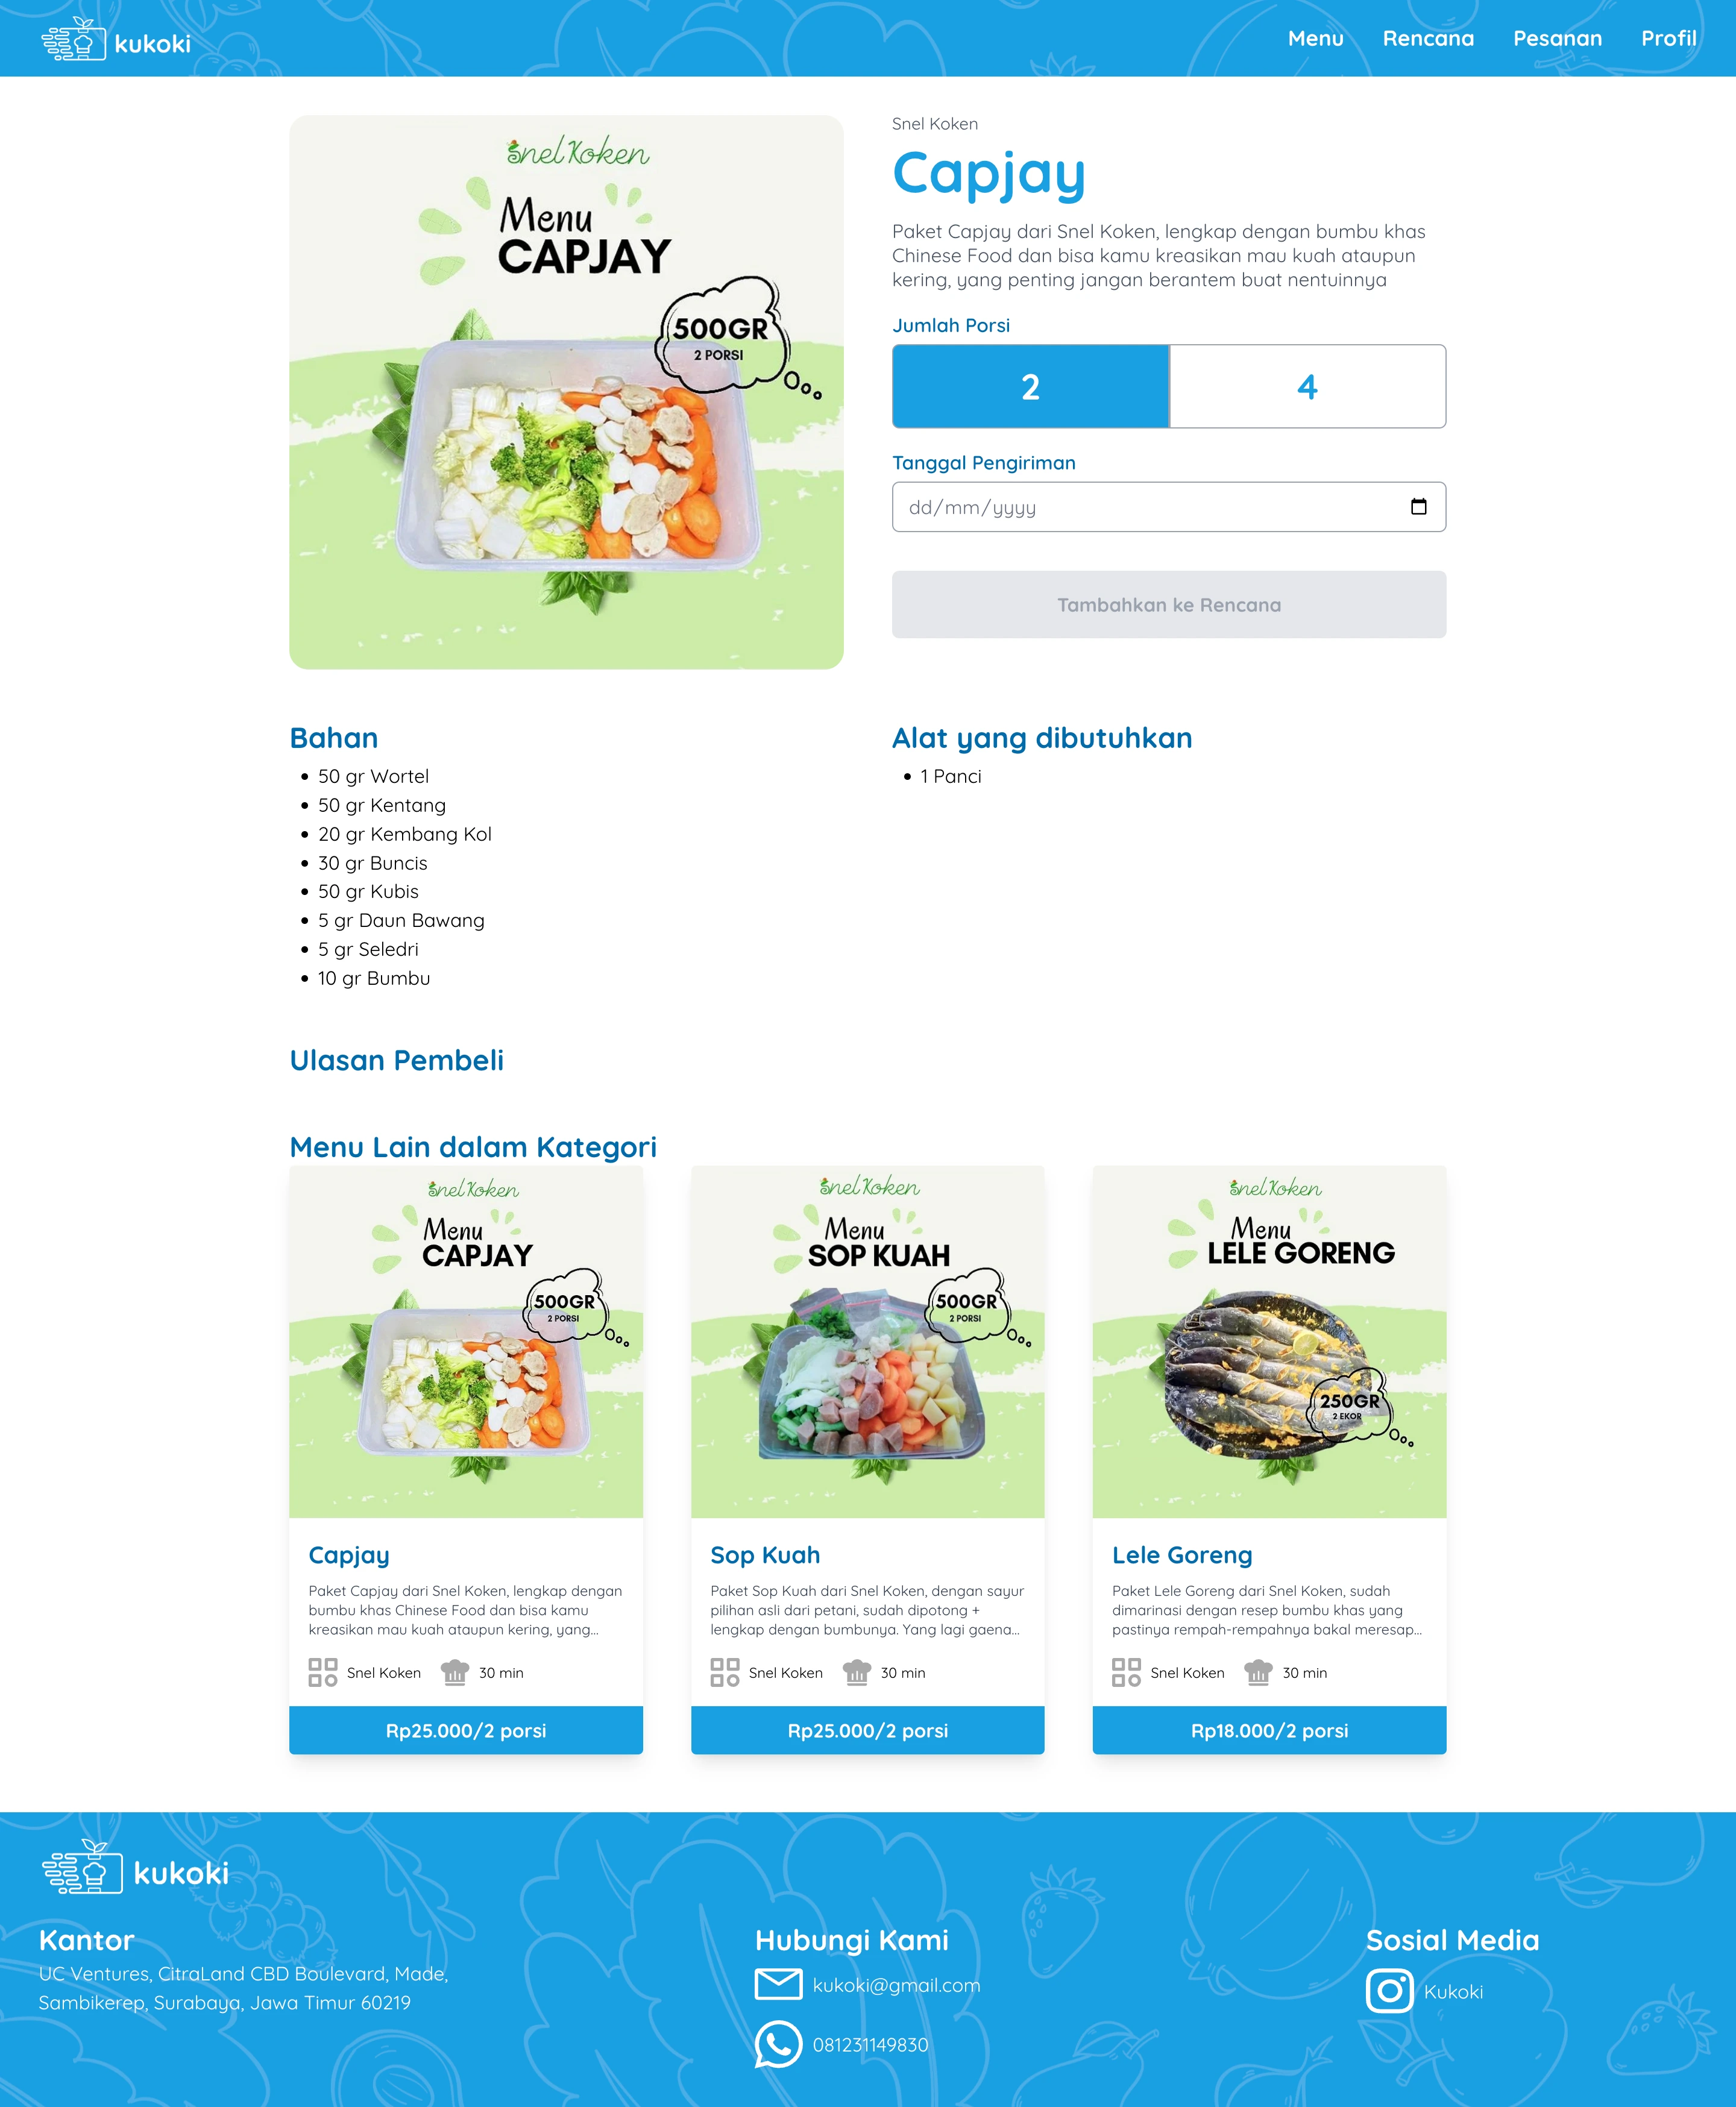 kukoki
Menu
Rencana
Pesanan
Profil
Snel Koken
Menu
CAPJAY
500GR
2 PORSI
Snel Koken
Capjay
Paket Capjay dari Snel Koken, lengkap dengan bumbu khas
Chinese Food dan bisa kamu kreasikan mau kuah ataupun
kering, yang penting jangan berantem buat nentuinnya
Jumlah Porsi
2
4
Tanggal Pengiriman
dd/mm/yyyy
Tambahkan ke Rencana
Bahan
• 50 gr Wortel
• 50 gr Kentang
• 20 gr Kembang Kol
• 30 gr Buncis
• 50 gr Kubis
• 5 gr Daun Bawang
• 5 gr Seledri
• 10 gr Bumbu
Alat yang dibutuhkan
• 1 Panci
Ulasan Pembeli
Menu Lain dalam Kategori
Snel Koken
Menu
CAPJAY
500GR
2 PORSI
Capjay
Paket Capjay dari Snel Koken, lengkap dengan
bumbu khas Chinese Food dan bisa kamu
kreasikan mau kuah ataupun kering, yang...
Snel Koken
30 min
Rp25.000/2 porsi
Snel Koken
Menu
SOP KUAH
500GR
2 PORSI
Sop Kuah
Paket Sop Kuah dari Snel Koken, dengan sayur
pilihan asli dari petani, sudah dipotong +
lengkap dengan bumbunya. Yang lagi gaena...
Snel Koken
30 min
Rp25.000/2 porsi
Snel Koken
Menu
LELE GORENG
250GR
2 EKOR
Lele Goreng
Paket Lele Goreng dari Snel Koken, sudah
dimarinasi dengan resep bumbu khas yang
pastinya rempah-rempahnya bakal meresap...
Snel Koken
30 min
Rp18.000/2 porsi
kukoki
Kantor
UC Ventures, CitraLand CBD Boulevard, Made,
Sambikerep, Surabaya, Jawa Timur 60219
Hubungi Kami
kukoki@gmail.com
081231149830
Sosial Media
Kukoki